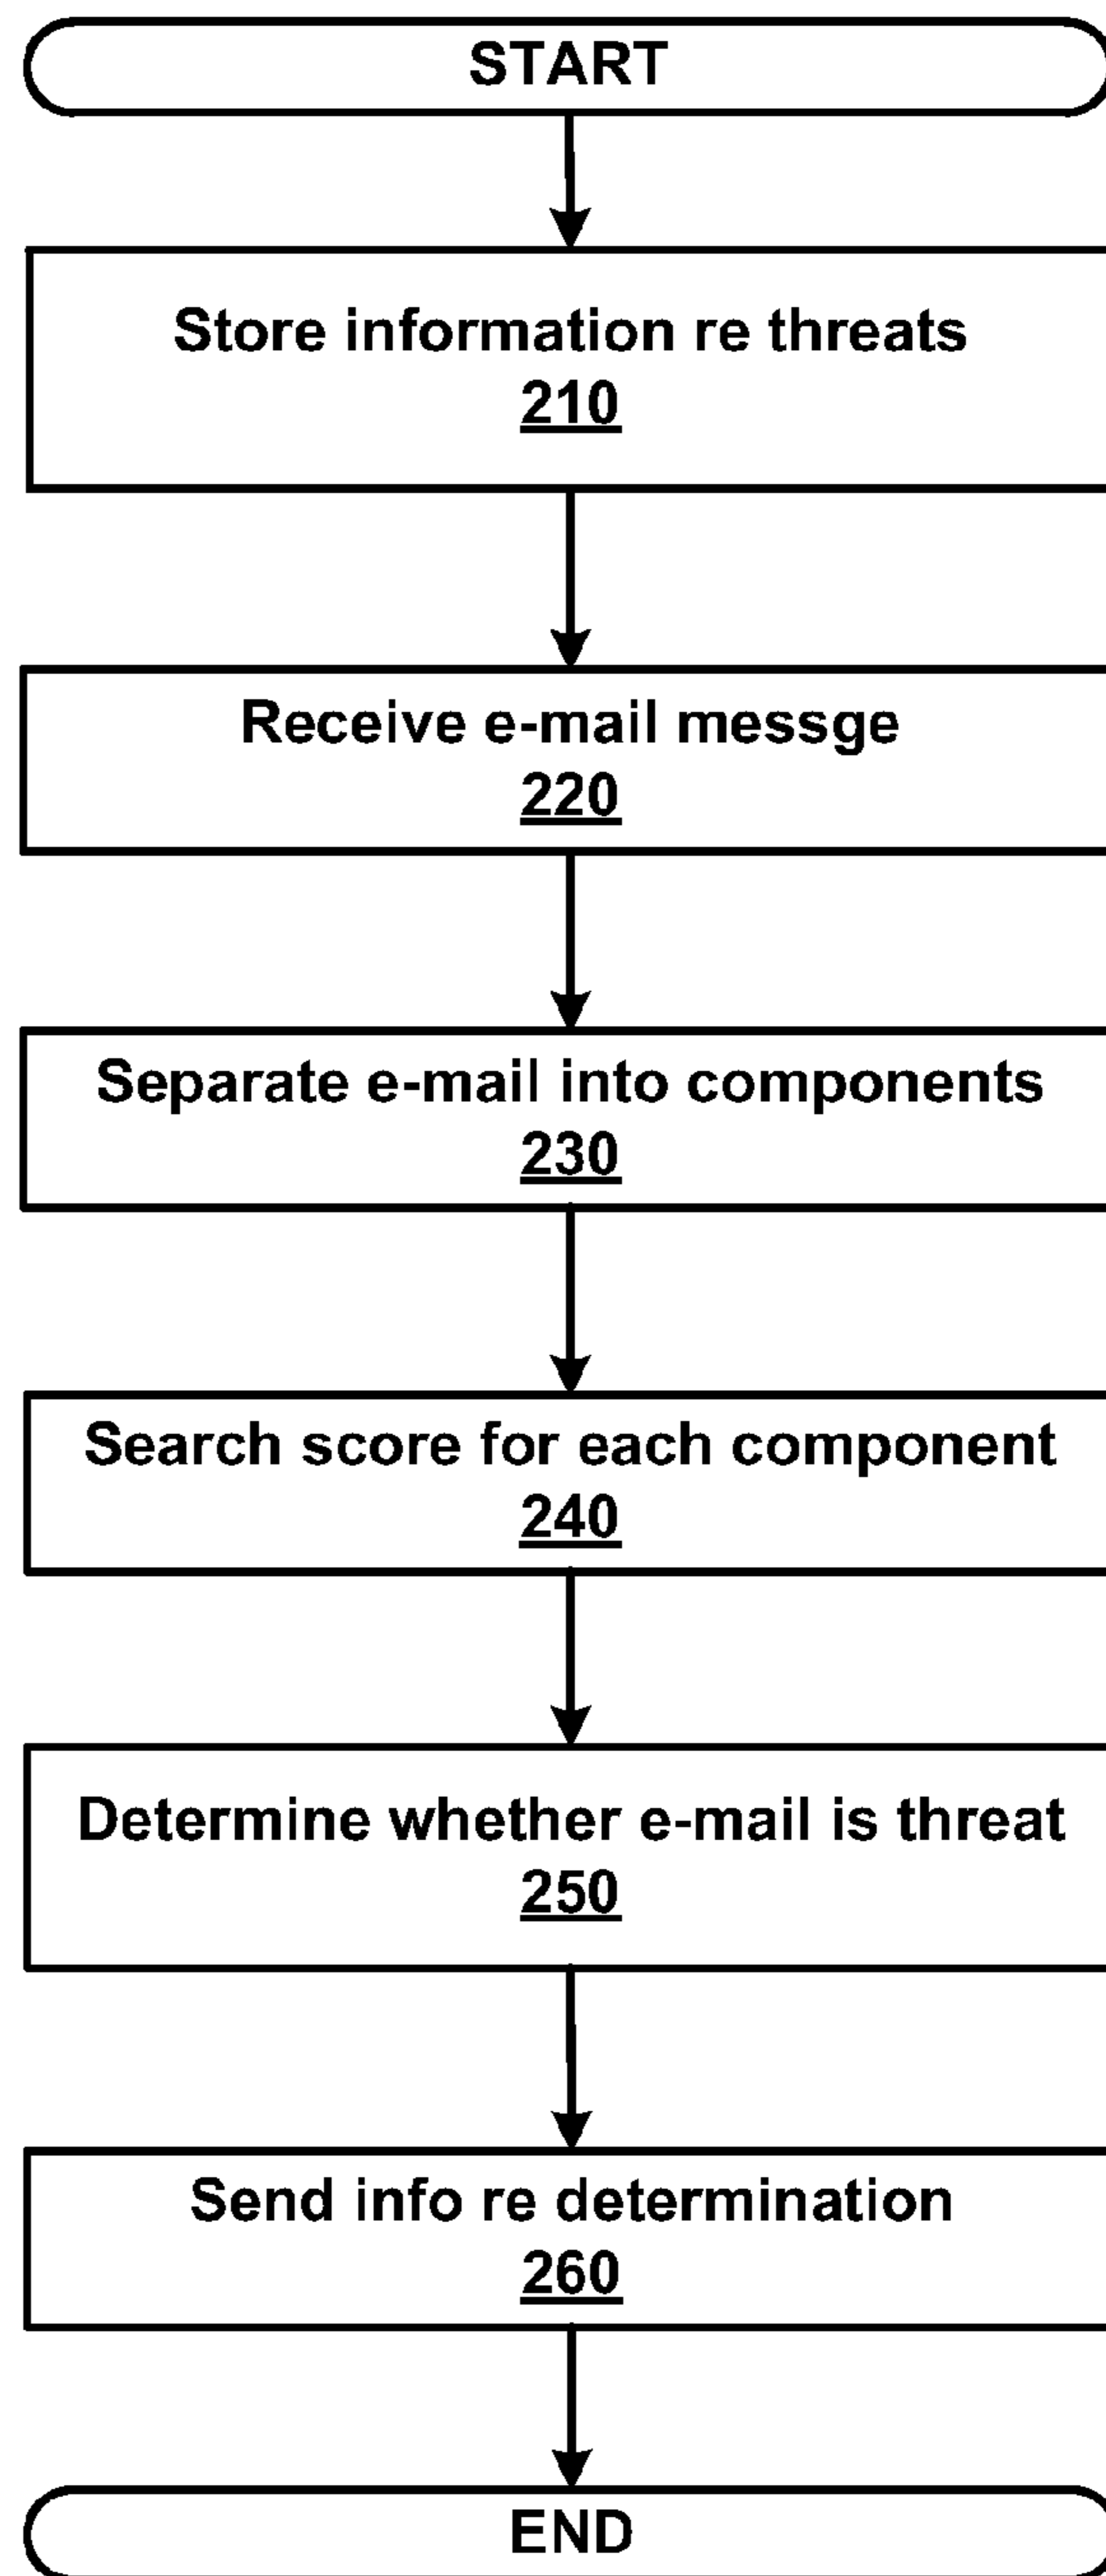 START
Store information re threats
210
Receive e-mail messge
220
Separate e-mail into components
230
Search score for each component
240
Determine whether e-mail is threat
250
Send info re determination
260
END